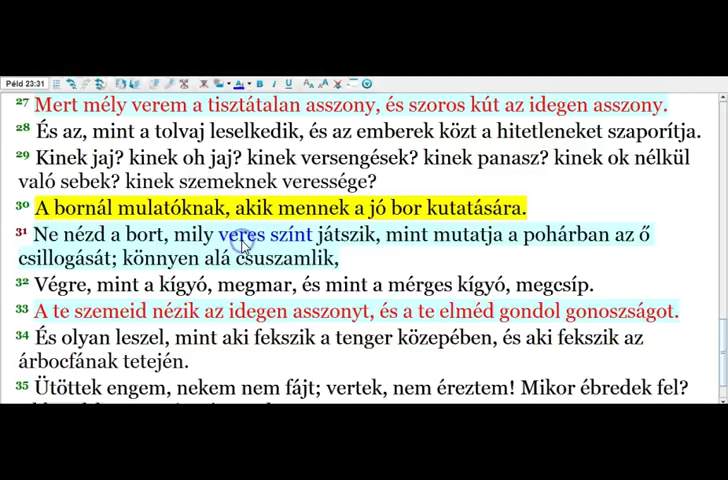 Péld 23:31
27 Mert mély verem a tisztátalan asszony, és szoros kút az idegen asszony.
28 És az, mint a tolvaj leselkedik, és az emberek közt a hitetleneket szaporítja.
29 Kinek jaj? kinek oh jaj? kinek versengések? kinek panasz? kinek ok nélkül
való sebek? kinek szemeknek veressége?
30 A bornál mulatóknak, akik mennek a jó bor kutatására.
31 Ne nézd a bort, mily veres színt játszik, mint mutatja a pohárban az ő
csillogását; könnyen alá csuszamlik,
32 Végre, mint a kígyó, megmar, és mint a mérges kígyó, megcsíp.
33 A te szemeid nézik az idegen asszonyt, és a te elméd gondol gonoszságot.
34 És olyan leszel, mint aki fekszik a tenger közepében, és aki fekszik az
árbocfának tetején.
35 Ütöttek engem, nekem nem fájt; vertek, nem éreztem! Mikor ébredek fel?